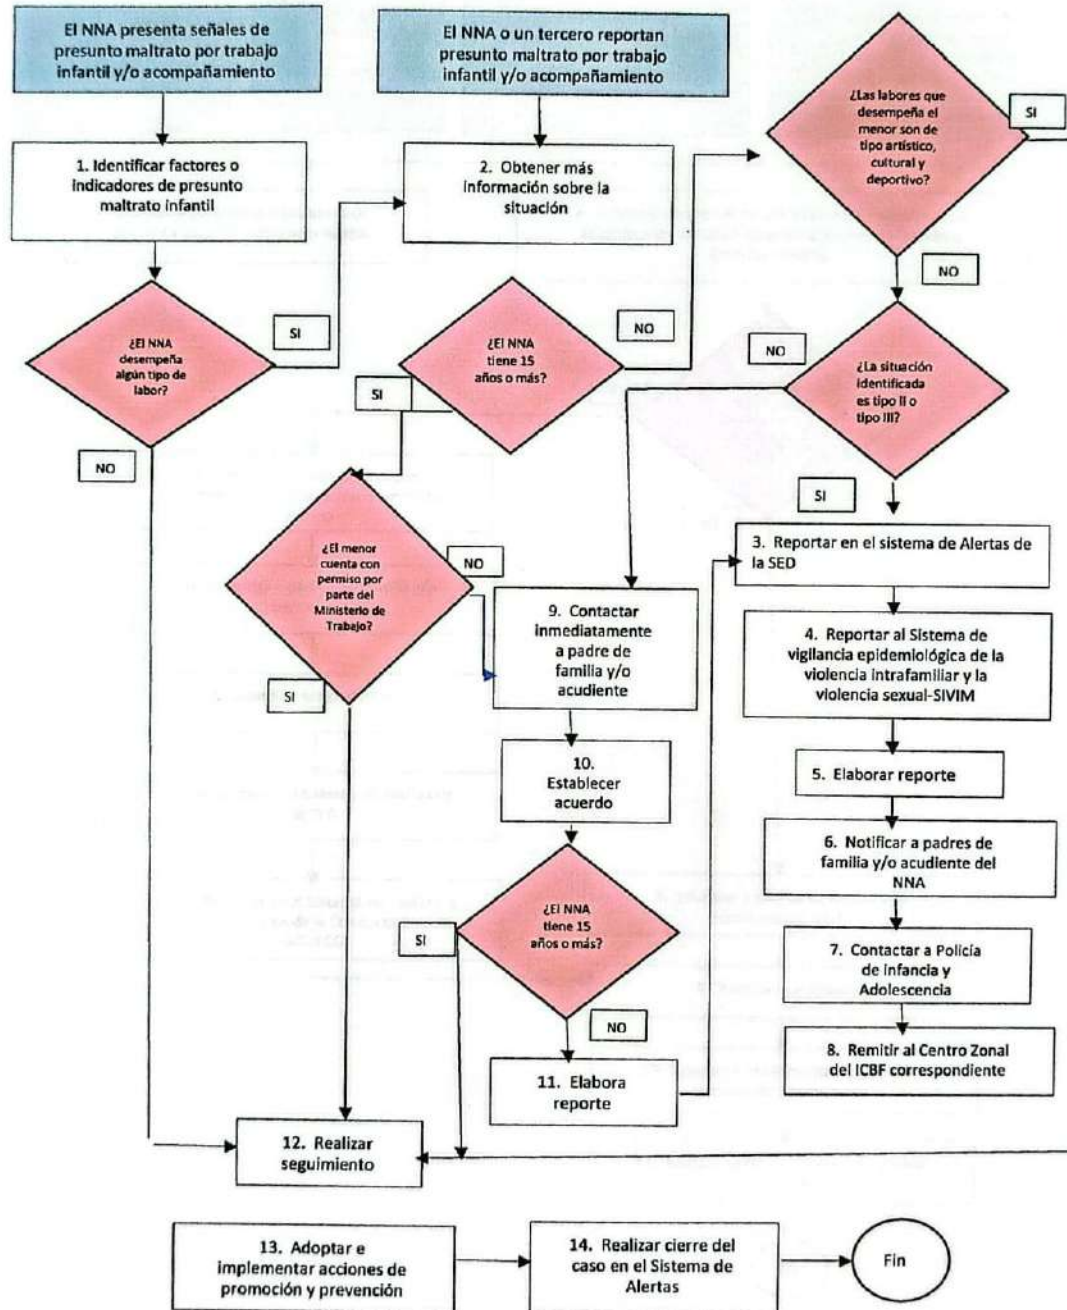 El NNA presenta señales de
presunto maltrato por trabajo
infantil y/o acompañamiento
El NNA o un tercero reportan
presunto maltrato por trabajo
infantil y/o acompañamiento
¿Las labores que
desempeña el
menor son de
tipo artístico,
cultural y
deportivo?
SI
1. Identificar factores o
indicadores de presunto
maltrato infantil
2. Obtener más
información sobre la
situación
NO
¿El NNA
desempeña
algún tipo de
labor?
SI
¿El NNA
tiene 15
años o más?
NO
NO
¿La situación
identificada
es tipo II o
tipo III?
SI
NO
SI
¿El menor
cuenta con
permiso por
parte del
Ministerio de
Trabajo?
NO
SI
3. Reportar en el sistema de Alertas de
la SED
9. Contactar
inmediatamente
a padre de
familia y/o
acudiente
4. Reportar al Sistema de
vigilancia epidemiológica de la
violencia intrafamiliar y la
violencia sexual-SIVIM
10.
Establecer
acuerdo
5. Elaborar reporte
6. Notificar a padres de
familia y/o acudiente del
NNA
¿El NNA
tiene 15
años o más?
SI
NO
7. Contactar a Policía
de Infancia y
Adolescencia
8. Remitir al Centro Zonal
del ICBF correspondiente
11. Elabora
reporte
12. Realizar
seguimiento
13. Adoptar e
implementar acciones de
promoción y prevención
14. Realizar cierre del
caso en el Sistema de
Alertas
Fin